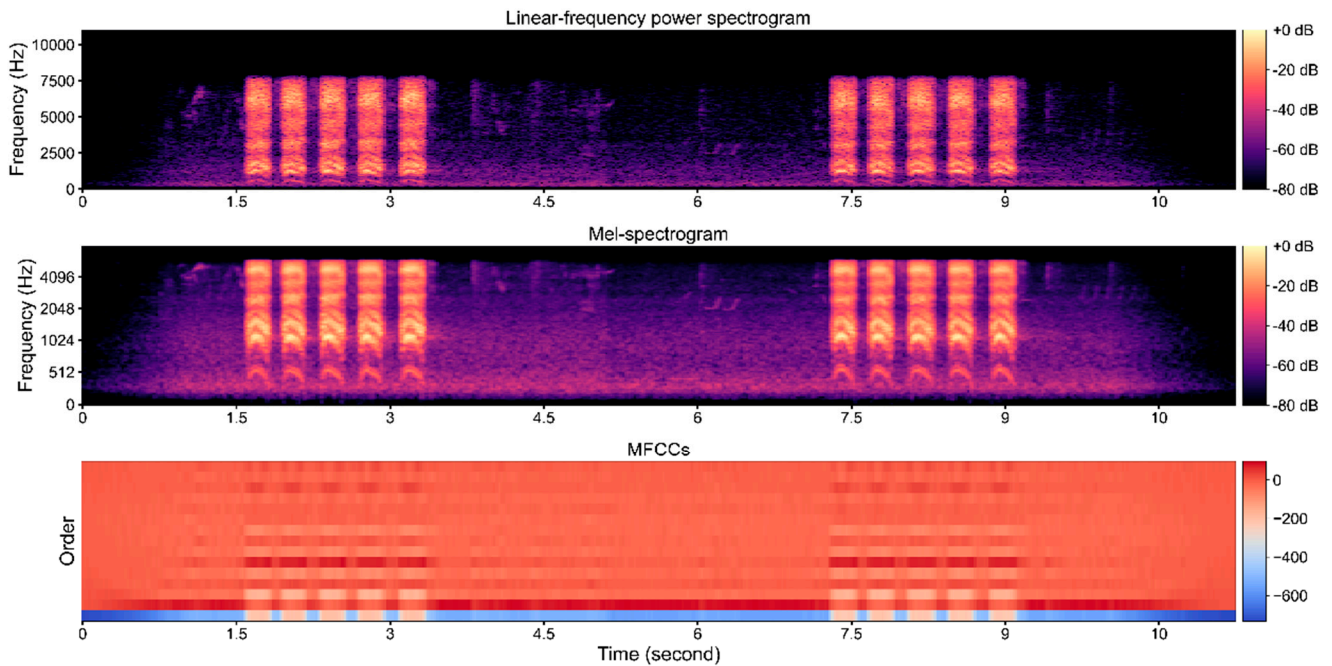 Linear-frequency power spectrogram
Frequency (Hz)
10000
7500
5000
2500
0
0 1.5 3 4.5 6 7.5 9 10
+0 dB
-20 dB
-40 dB
-60 dB
-80 dB
Mel-spectrogram
Frequency (Hz)
4096
2048
1024
512
0
0 1.5 3 4.5 6 7.5 9 10
+0 dB
-20 dB
-40 dB
-60 dB
-80 dB
MFCCs
Order
0 1.5 3 4.5 6 7.5 9 10
Time (second)
0
−200
−400
−600